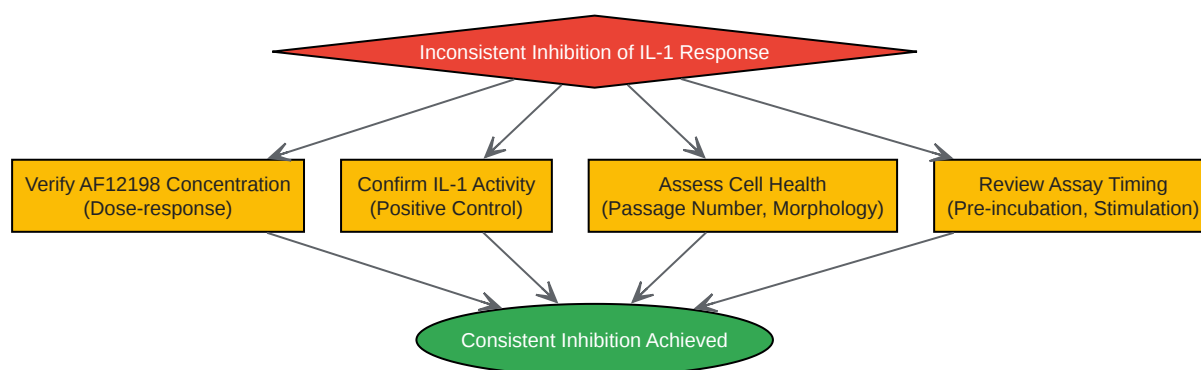 Inconsistent Inhibition of IL-1 Response
Verify AF12198 Concentration
(Dose-response)
Confirm IL-1 Activity
(Positive Control)
Assess Cell Health
(Passage Number, Morphology)
Review Assay Timing
(Pre-incubation, Stimulation)
Consistent Inhibition Achieved